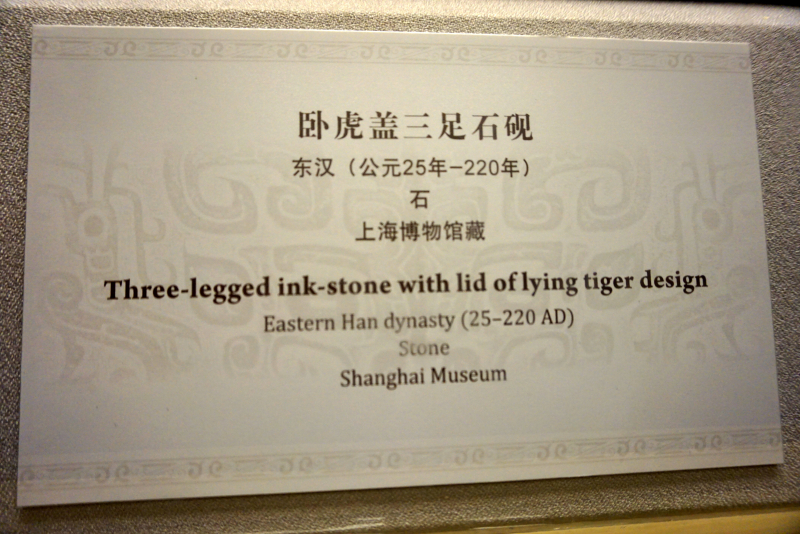 卧虎盖三足石砚
东汉（公元25年–220年）
石
上海博物馆藏
Three-legged ink-stone with lid of lying tiger design
Eastern Han dynasty (25–220 AD)
Stone
Shanghai Museum